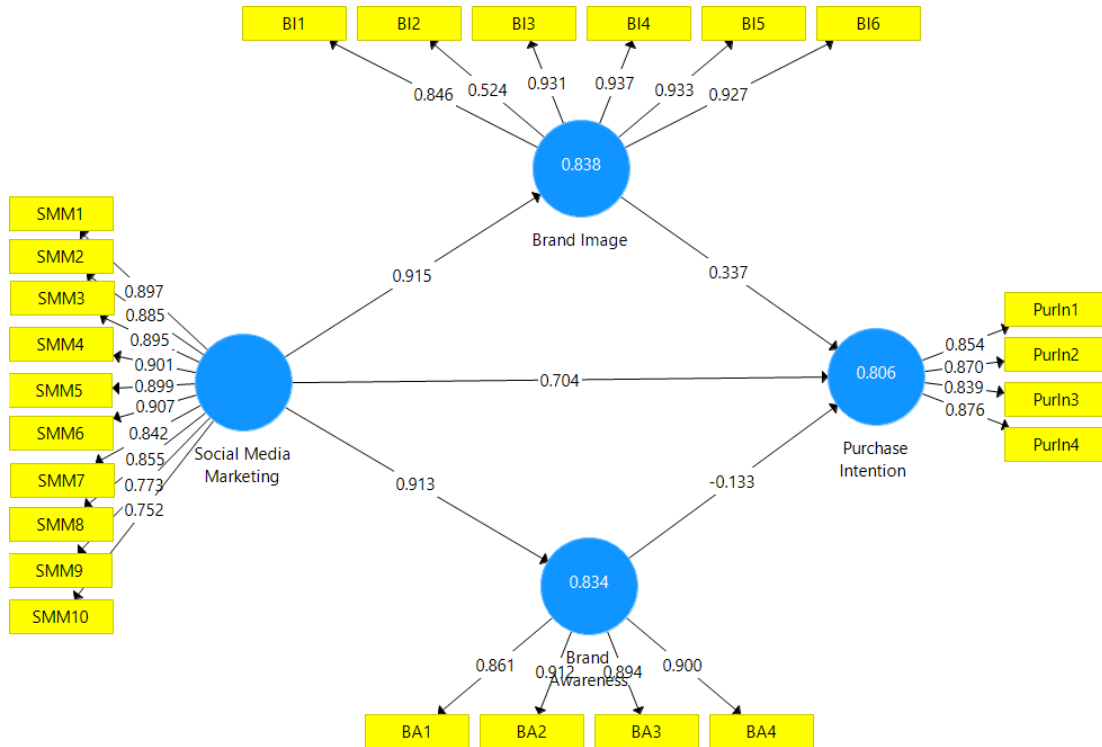 BI1 BI2 BI3 BI4 BI5 BI6
0.846 0.524 0.931 0.937 0.933 0.927
0.838
Brand Image
SMM1
SMM2
SMM3
SMM4
SMM5
SMM6
SMM7
SMM8
SMM9
SMM10
0.897
0.885
0.895
0.901
0.899
0.907
0.842
0.855
0.773
0.752
Social Media
Marketing
0.915
0.704
0.913
0.337
-0.133
0.806
Purchase
Intention
0.854
0.870
0.839
0.876
PurIn1
PurIn2
PurIn3
PurIn4
0.834
Brand
Awareness
0.861 0.912 0.894 0.900
BA1 BA2 BA3 BA4